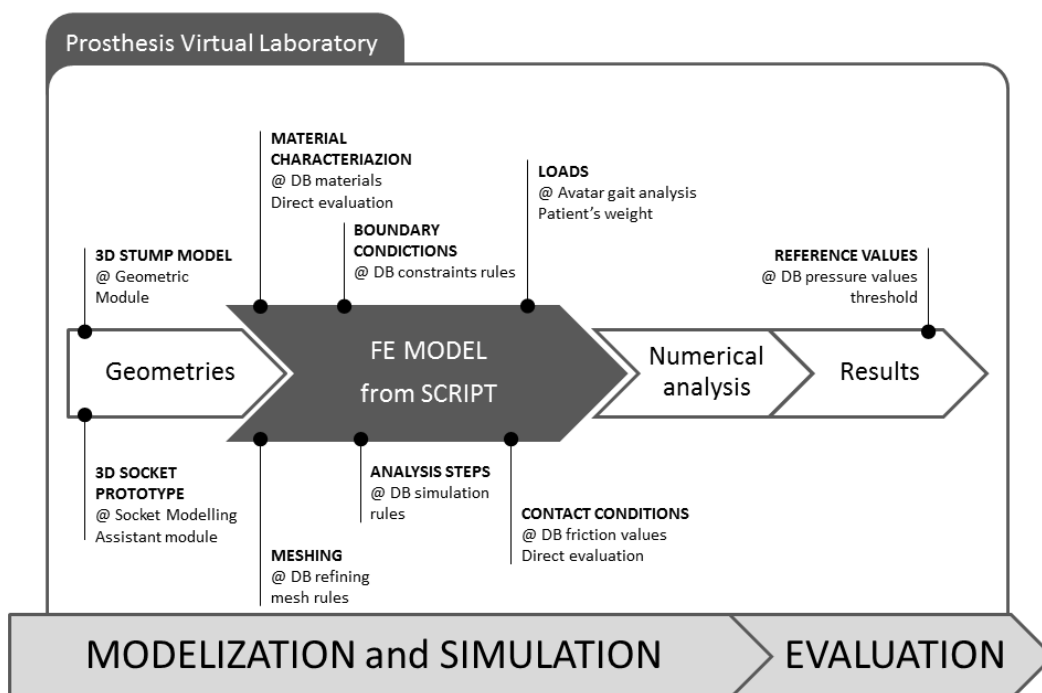 Prosthesis Virtual Laboratory
MATERIAL
CHARACTERIAZION
@ DB materials
Direct evaluation
BOUNDARY
CONDICTIONS
@ DB constraints rules
LOADS
@ Avatar gait analysis
Patient's weight
3D STUMP MODEL
@ Geometric
Module
REFERENCE VALUES
@ DB pressure values
threshold
Geometries
FE MODEL
from SCRIPT
Numerical
analysis
Results
3D SOCKET
PROTOTYPE
@ Socket Modelling
Assistant module
MESHING
@ DB refining
mesh rules
ANALYSIS STEPS
@ DB simulation
rules
CONTACT CONDITIONS
@ DB friction values
Direct evaluation
MODELIZATION and SIMULATION
EVALUATION